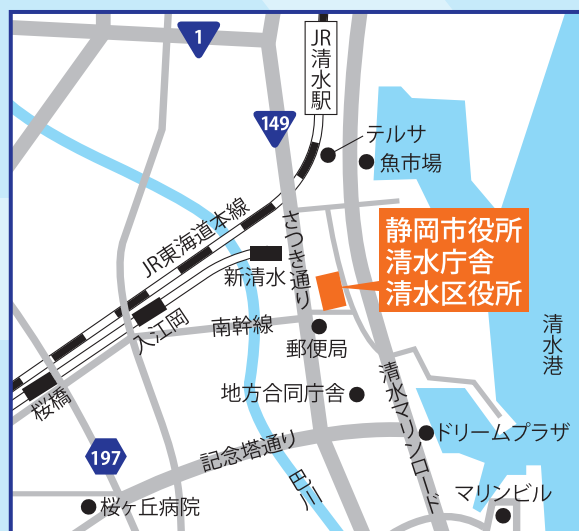 1
JR清水駅
149
テルサ
魚市場
JR東海道本線
さつき通り
静岡市役所
清水庁舎
清水区役所
新清水
入江岡
南幹線
郵便局
清水港
桜橋
地方合同庁舎
清水マリンロード
ドリームプラザ
記念塔通り
197
巴川
マリンビル
桜ヶ丘病院